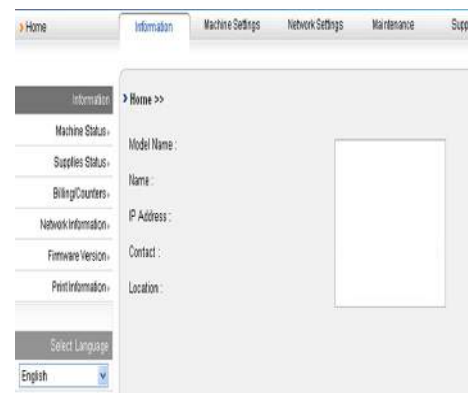 Home
Information Machine Settings Network Settings Maintenance Supp
Information
Machine Status
Supplies Status
Billing/Counters
Network Information
Firmware Version
Print Information
Select Language
English
Home >>
Model Name :
Name :
IP Address :
Contact :
Location :